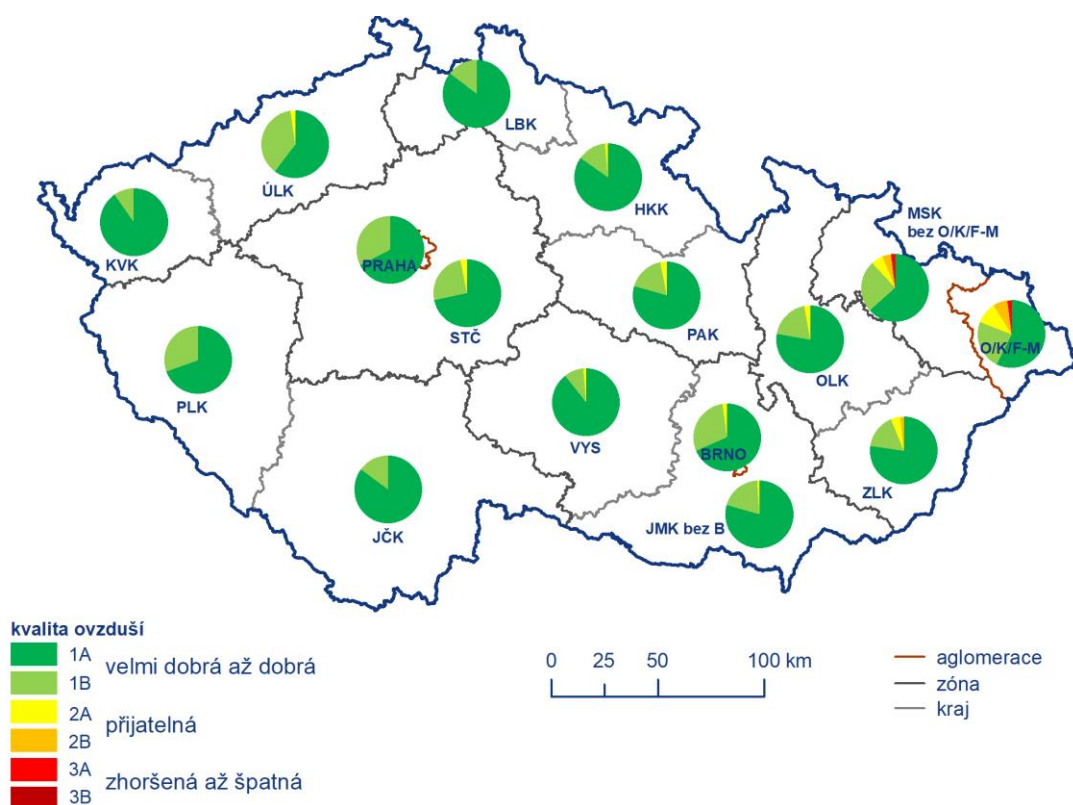 LBK
ÚLK
HKK
MSK
bez O/K/F-M
KVK
PRAHA
STČ
PAK
O/K/F-M
OLK
PLK
VYS
BRNO
ZLK
JČK
JMK bez B
kvalita ovzduší
1A
velmi dobrá až dobrá
1B
2A
přijatelná
2B
3A
zhoršená až špatná
3B
0 25 50 100 km
aglomerace
zóna
kraj